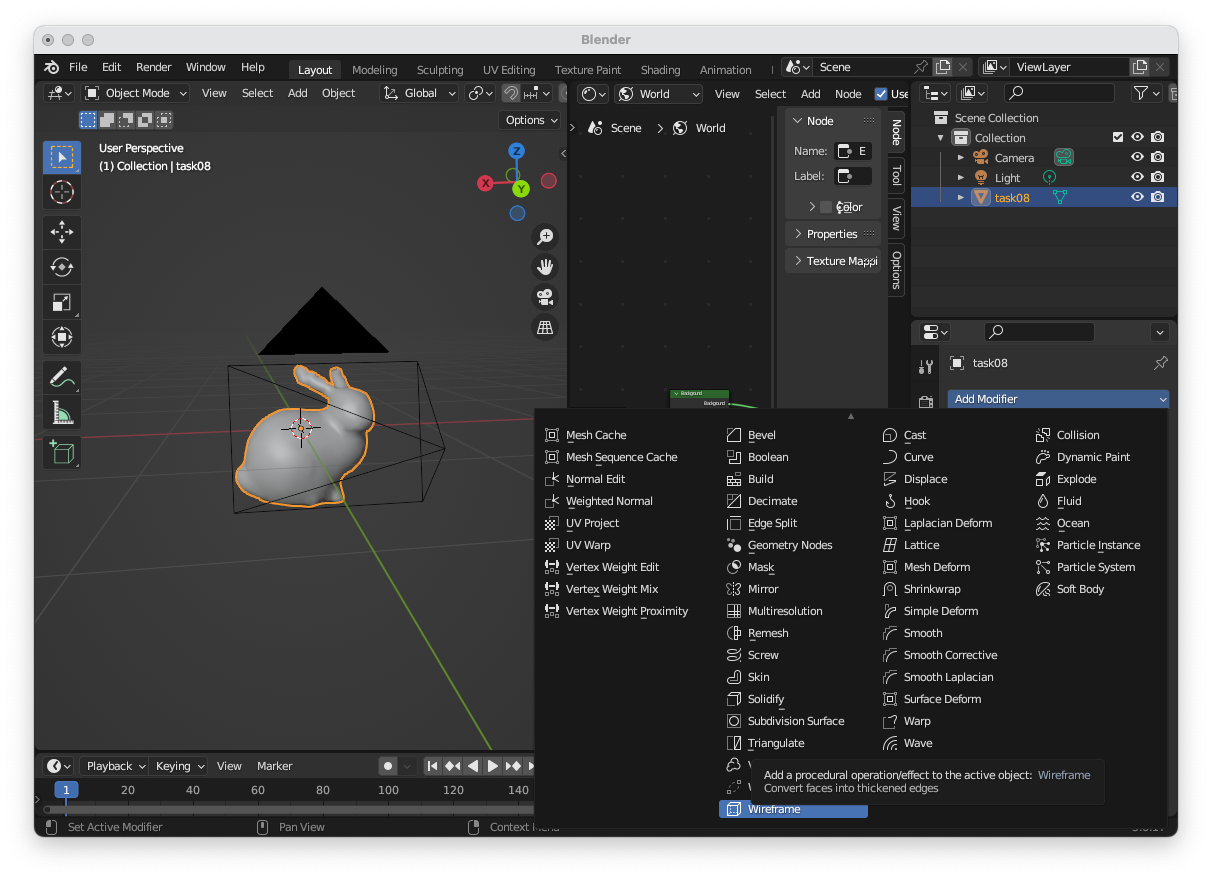 Blender
File Edit Render Window Help
Layout Modeling Sculpting UV Editing Texture Paint Shading Animation
Scene
ViewLayer
Object Mode View Select Add Object Global
Options
User Perspective
(1) Collection | task08
Z
X
Y
World View Select Add Node Use
Scene
World
Node
Name: E
Label:
Color
Properties
Texture Mappi
Node
Tool
View
Options
Background
Background
Scene Collection
Collection
Camera
Light
task08
task08
Add Modifier
Mesh Cache
Mesh Sequence Cache
Normal Edit
Weighted Normal
UV Project
UV Warp
Vertex Weight Edit
Vertex Weight Mix
Vertex Weight Proximity
Bevel
Boolean
Build
Decimate
Edge Split
Geometry Nodes
Mask
Mirror
Multiresolution
Remesh
Screw
Skin
Solidify
Subdivision Surface
Triangulate
Wireframe
Cast
Curve
Displace
Hook
Laplacian Deform
Lattice
Mesh Deform
Shrinkwrap
Simple Deform
Smooth
Smooth Corrective
Smooth Laplacian
Surface Deform
Warp
Wave
Collision
Dynamic Paint
Explode
Fluid
Ocean
Particle Instance
Particle System
Soft Body
Add a procedural operation/effect to the active object: Wireframe
Convert faces into thickened edges
Playback Keying View Marker
1 20 40 60 80 100 120 140
Set Active Modifier
Pan View
Context Menu